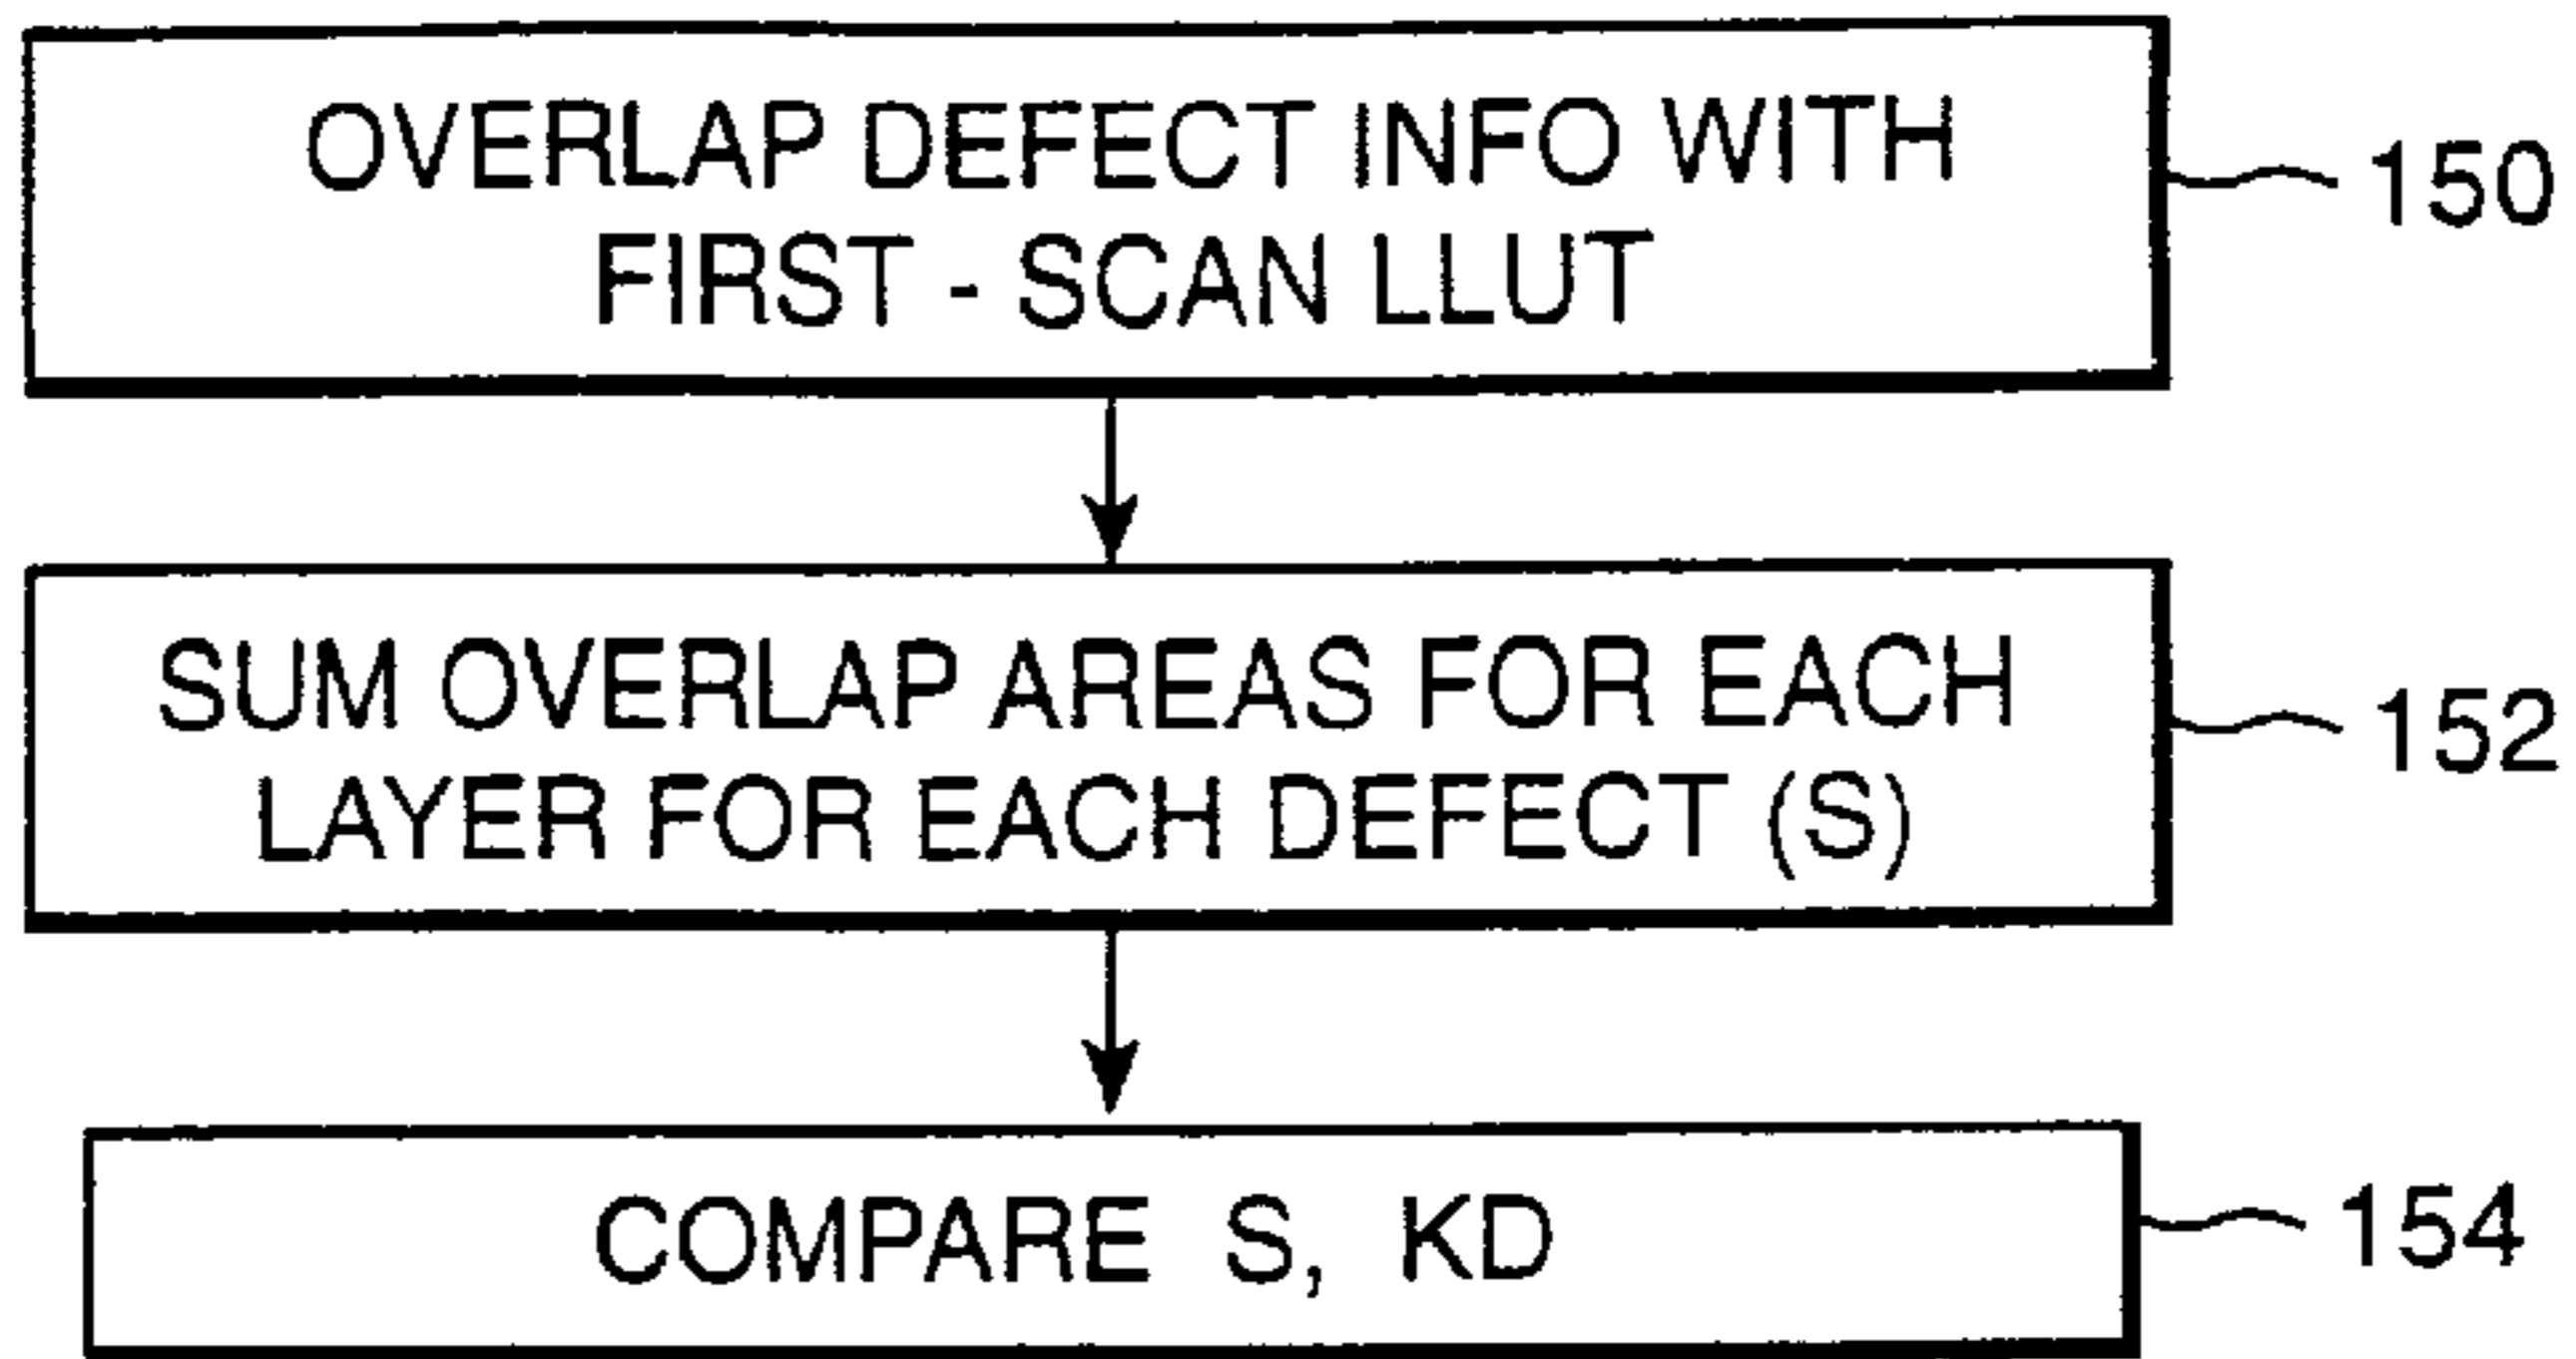 OVERLAP DEFECT INFO WITH
FIRST - SCAN LLUT
150
SUM OVERLAP AREAS FOR EACH
LAYER FOR EACH DEFECT (S)
152
COMPARE S, KD
154